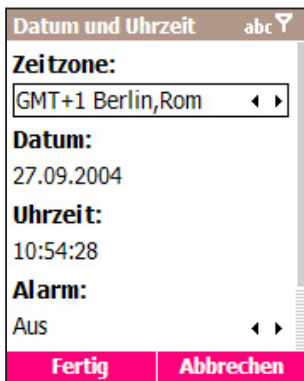 Datum und Uhrzeit abc
Zeitzone:
GMT+1 Berlin,Rom
Datum:
27.09.2004
Uhrzeit:
10:54:28
Alarm:
Aus
Fertig Abbrechen